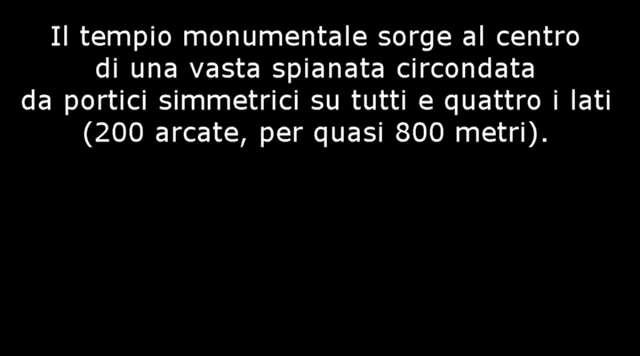 Il tempio monumentale sorge al centro
di una vasta spianata circondata
da portici simmetrici su tutti e quattro i lati
(200 arcate, per quasi 800 metri).